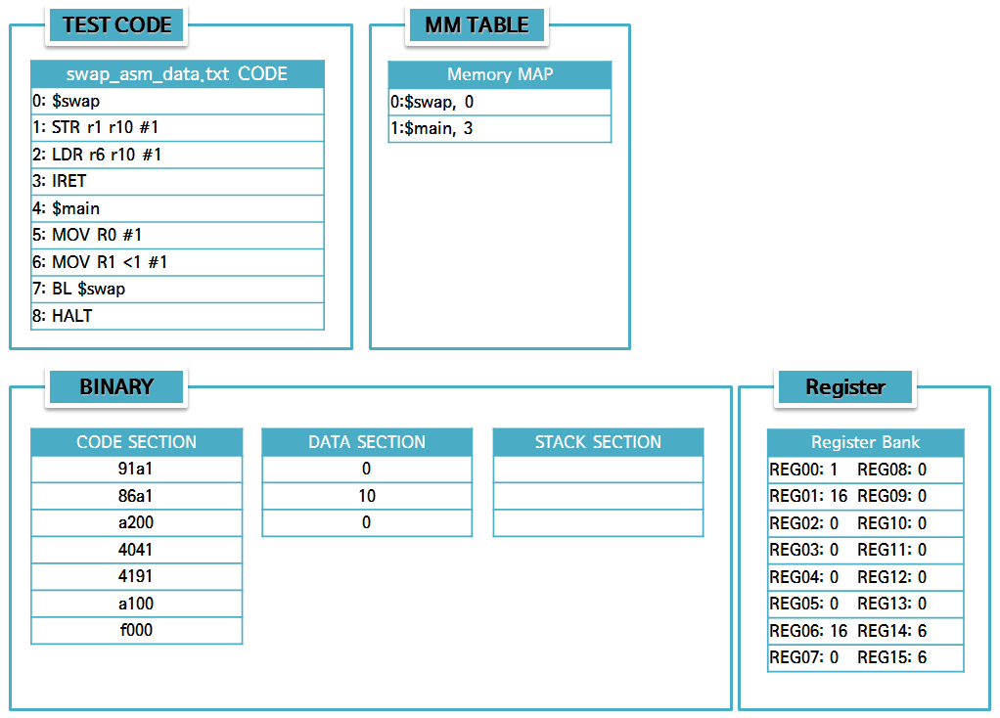 TEST CODE
swap_asm_data.txt CODE
0: $swap
1: STR r1 r10 #1
2: LDR r6 r10 #1
3: IRET
4: $main
5: MOV R0 #1
6: MOV R1 <1 #1
7: BL $swap
8: HALT
MM TABLE
Memory MAP
0:$swap, 0
1:$main, 3
BINARY
CODE SECTION
91a1
86a1
a200
4041
4191
a100
f000
DATA SECTION
0
10
0
STACK SECTION
Register
Register Bank
REG00: 1 REG08: 0
REG01: 16 REG09: 0
REG02: 0 REG10: 0
REG03: 0 REG11: 0
REG04: 0 REG12: 0
REG05: 0 REG13: 0
REG06: 16 REG14: 6
REG07: 0 REG15: 6